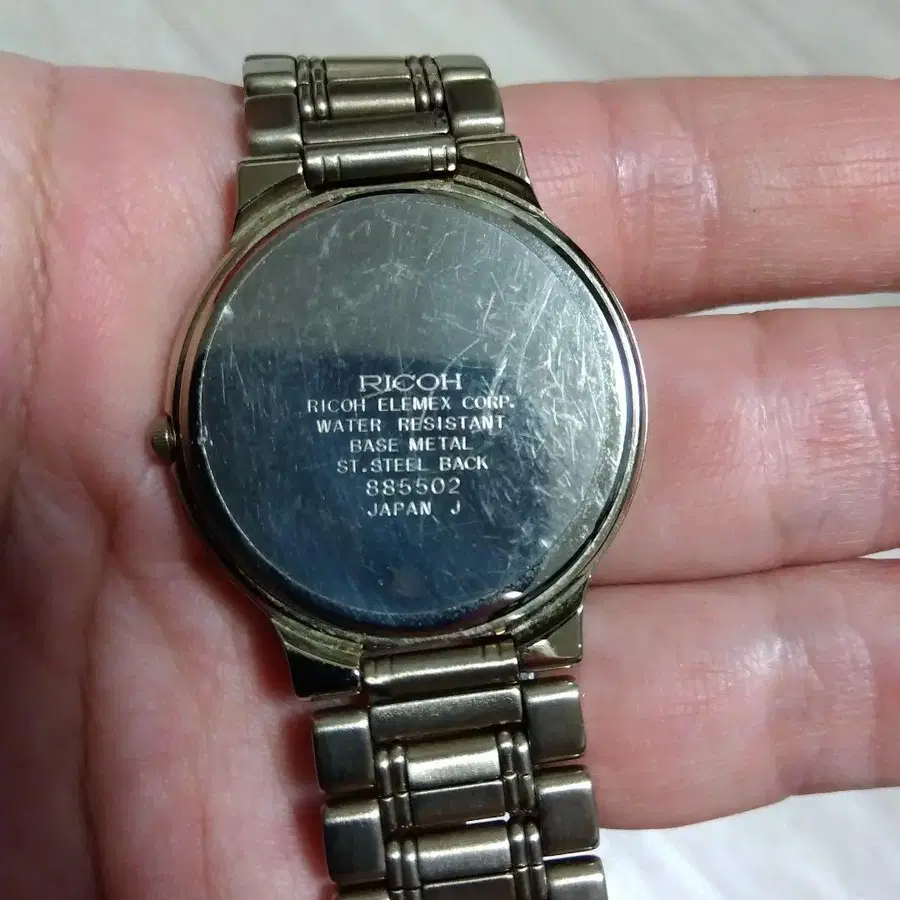 RICOH
RICOH ELEMEX CORP.
WATER RESISTANT
BASE METAL
ST.STEEL BACK
885502
JAPAN J